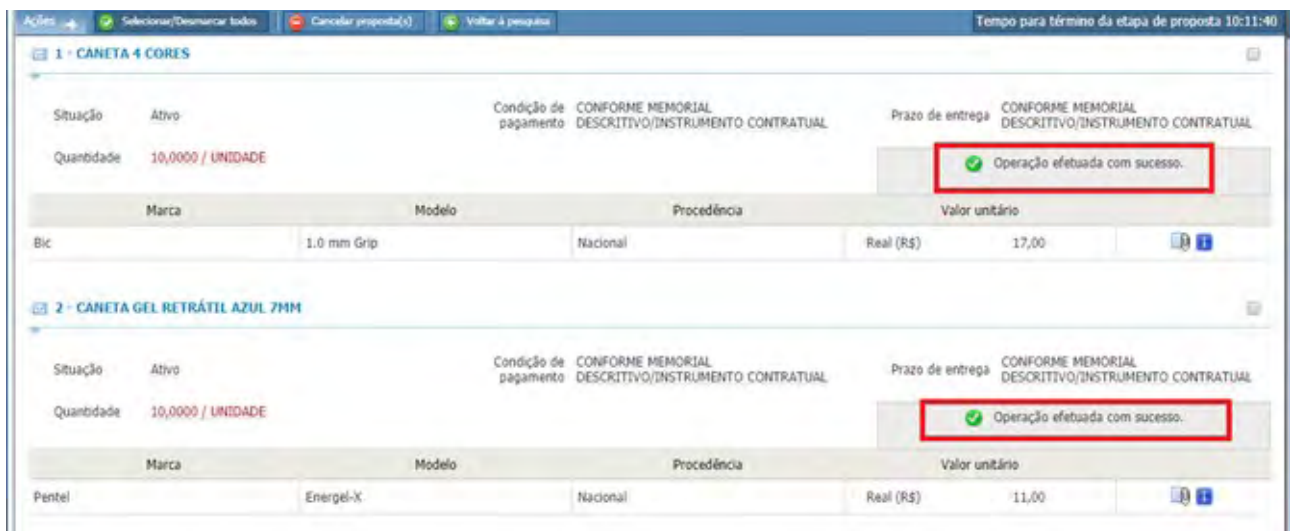 Ações Selecionar/Desmarcar todos Cancelar proposta(s) Voltar à pesquisa Tempo para término da etapa de proposta 10:11:40
1 - CANETA 4 CORES
Situação Ativo Condição de pagamento CONFORME MEMORIAL DESCRITIVO/INSTRUMENTO CONTRATUAL Prazo de entrega CONFORME MEMORIAL DESCRITIVO/INSTRUMENTO CONTRATUAL
Quantidade 10,0000 / UNIDADE
Operação efetuada com sucesso.
Marca Modelo Procedência Valor unitário
Bic 1.0 mm Grip Nacional Real (R$) 17,00
2 - CANETA GEL RETRÁTIL AZUL 7MM
Situação Ativo Condição de pagamento CONFORME MEMORIAL DESCRITIVO/INSTRUMENTO CONTRATUAL Prazo de entrega CONFORME MEMORIAL DESCRITIVO/INSTRUMENTO CONTRATUAL
Quantidade 10,0000 / UNIDADE
Operação efetuada com sucesso.
Marca Modelo Procedência Valor unitário
Pentel Energel-X Nacional Real (R$) 11,00